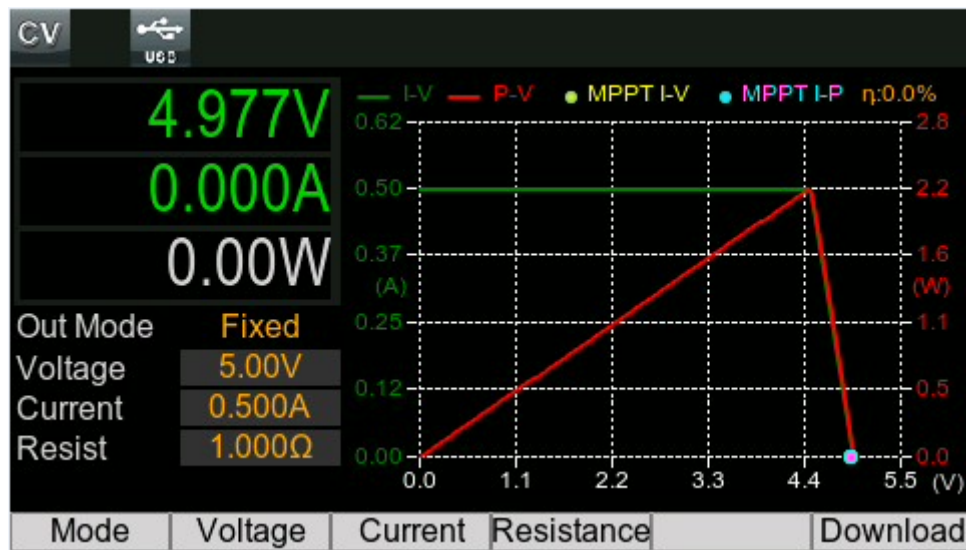 CV
USB
4.977V
0.000A
0.00W
Out Mode Fixed
Voltage 5.00V
Current 0.500A
Resist 1.000Ω
I-V P-V MPPT I-V MPPT I-P η:0.0%
0.62 2.8
0.50 2.2
0.37 1.6
(A) (W)
0.25 1.1
0.12 0.5
0.00 0.0
0.0 1.1 2.2 3.3 4.4 5.5 (V)
Mode Voltage Current Resistance Download